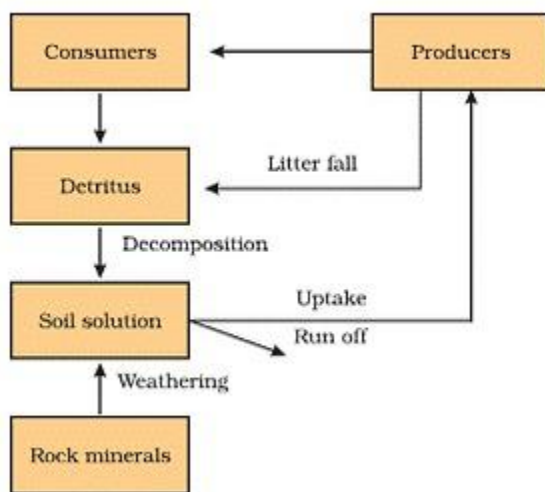 Consumers
Producers
Litter fall
Detritus
Decomposition
Uptake
Soil solution
Run off
Weathering
Rock minerals